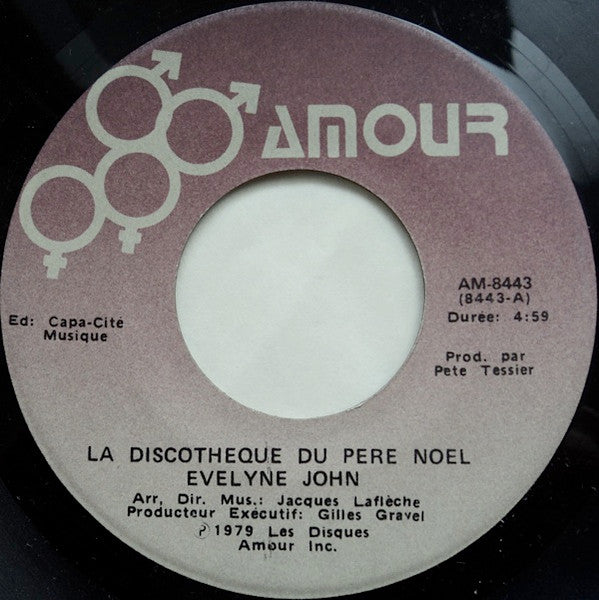 AMOUR
AM-8443
(8443-A)
Durée: 4:59
Ed: Capa-Cité
Musique
Prod. par
Pete Tessier
LA DISCOTHEQUE DU PERE NOEL
EVELYNE JOHN
Arr, Dir. Mus.: Jacques Laflèche
Producteur Exécutif: Gilles Gravel
℗1979 Les Disques
Amour Inc.